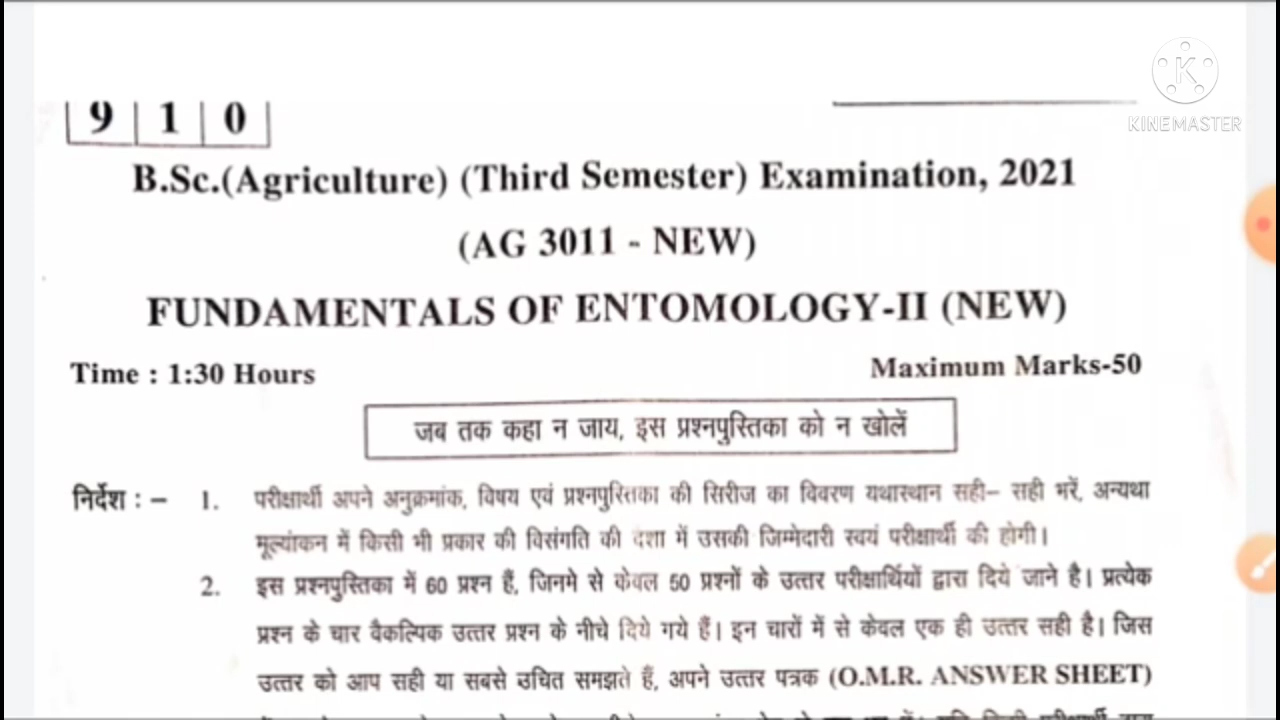 9 1 0
KINEMASTER
B.Sc.(Agriculture) (Third Semester) Examination, 2021
(AG 3011 - NEW)
FUNDAMENTALS OF ENTOMOLOGY-II (NEW)
Time : 1:30 Hours Maximum Marks-50
जब तक कहा न जाय, इस प्रश्नपुस्तिका को न खोलें
निर्देश : – 1. परीक्षार्थी अपने अनुक्रमांक, विषय एवं प्रश्नपुस्तिका की सिरीज का विवरण यथास्थान सही– सही भरें, अन्यथा
मूल्यांकन में किसी भी प्रकार की विसंगति की दशा में उसकी जिम्मेदारी स्वयं परीक्षार्थी की होगी।
2. इस प्रश्नपुस्तिका में 60 प्रश्न हैं, जिनमे से केवल 50 प्रश्नों के उत्तर परीक्षार्थियों द्वारा दिये जाने है। प्रत्येक
प्रश्न के चार वैकल्पिक उत्तर प्रश्न के नीचे दिये गये हैं। इन चारों में से केवल एक ही उत्तर सही है। जिस
उत्तर को आप सही या सबसे उचित समझते हैं, अपने उत्तर पत्रक (O.M.R. ANSWER SHEET)